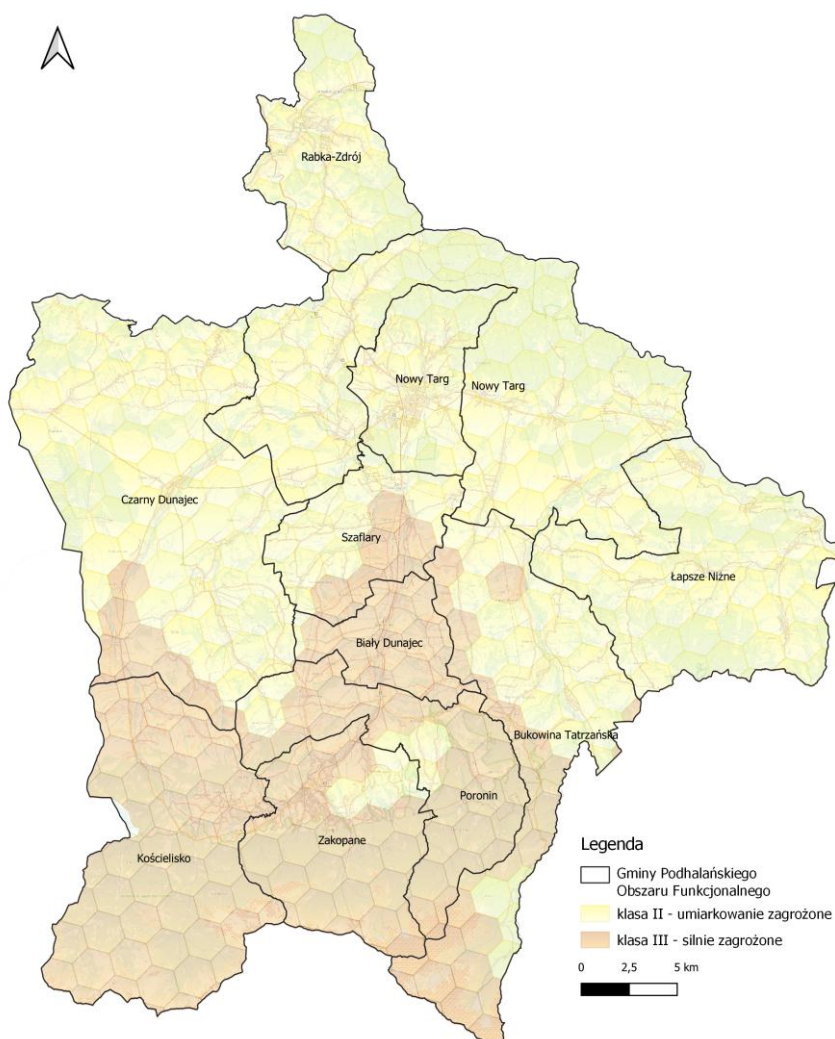 Rabka-Zdrój
Nowy Targ
Nowy Targ
Czarny Dunajec
Szaflary
Łapsze Niżne
Biały Dunajec
Bukowina Tatrzańska
Poronin
Zakopane
Kościelisko
Legenda
Gminy Podhalańskiego
Obszaru Funkcjonalnego
klasa II - umiarkowanie zagrożone
klasa III - silnie zagrożone
0 2,5 5 km